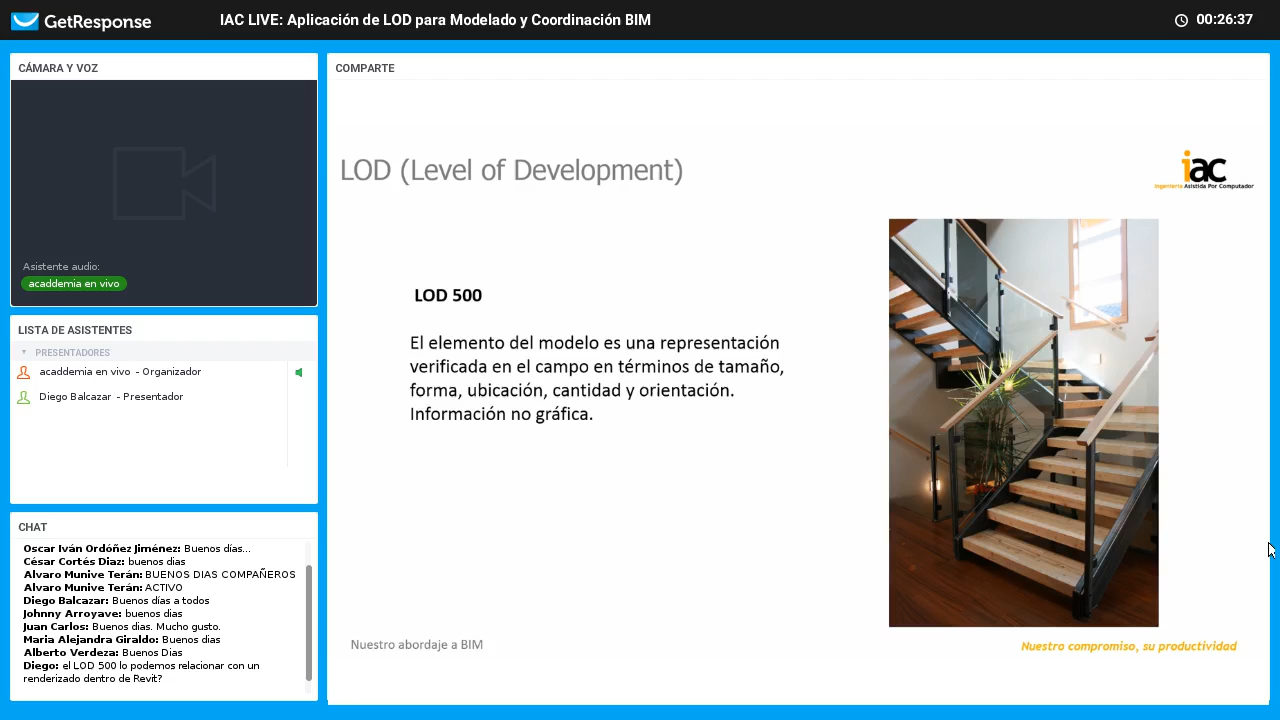 GetResponse
IAC LIVE: Aplicación de LOD para Modelado y Coordinación BIM
00:26:37
CÁMARA Y VOZ
Asistente audio:
acaddemia en vivo
LISTA DE ASISTENTES
PRESENTADORES
acaddemia en vivo - Organizador
Diego Balcazar - Presentador
CHAT
Oscar Iván Ordóñez Jiménez: Buenos días...
César Cortés Diaz: buenos dias
Alvaro Munive Terán: BUENOS DIAS COMPAÑEROS
Alvaro Munive Terán: ACTIVO
Diego Balcazar: Buenos días a todos
Johnny Arroyave: buenos dias
Juan Carlos: Buenos dias. Mucho gusto.
Maria Alejandra Giraldo: Buenos dias
Alberto Verdeza: Buenos Dias
Diego: el LOD 500 lo podemos relacionar con un
renderizado dentro de Revit?
COMPARTE
LOD (Level of Development)
iac
Ingeniería Asistida Por Computador
LOD 500
El elemento del modelo es una representación
verificada en el campo en términos de tamaño,
forma, ubicación, cantidad y orientación.
Información no gráfica.
Nuestro abordaje a BIM
Nuestro compromiso, su productividad